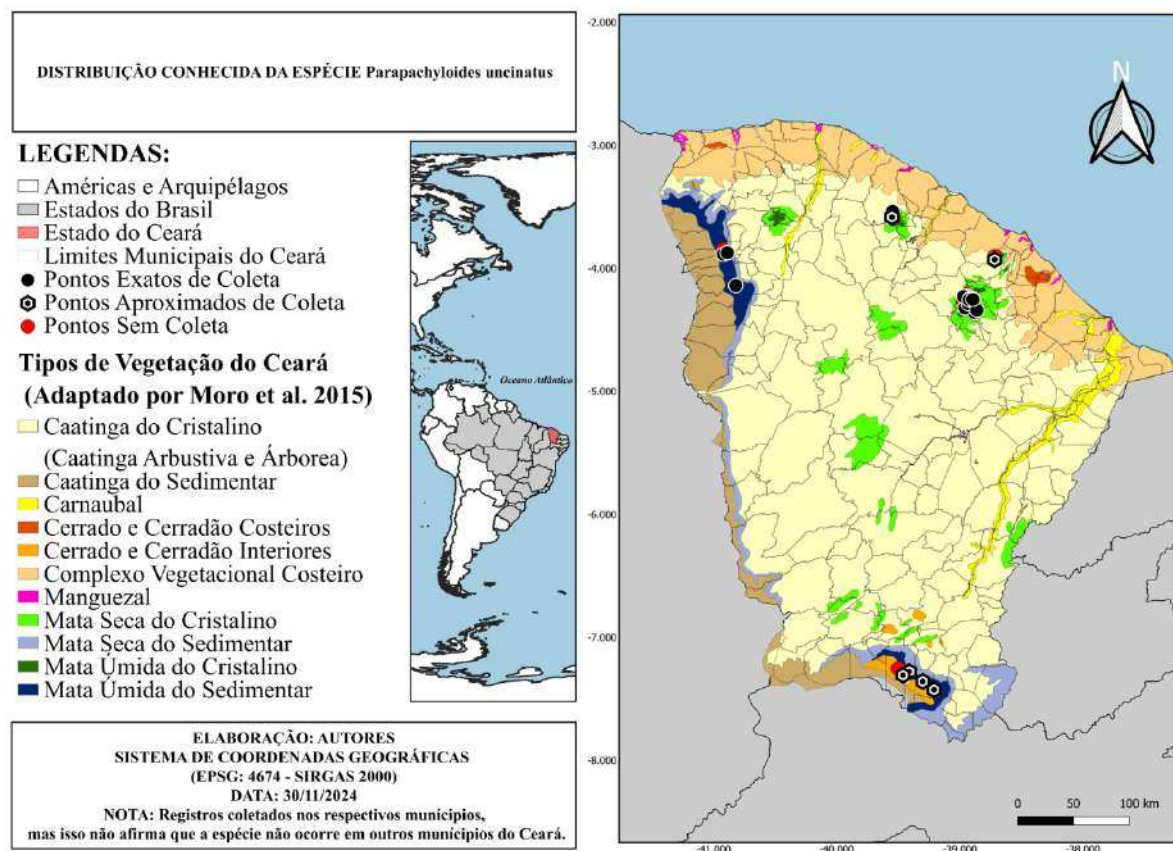 DISTRIBUIÇÃO CONHECIDA DA ESPÉCIE Parapachyloides uncinatus
LEGENDAS:
Américas e Arquipélagos
Estados do Brasil
Estado do Ceará
Limites Municipais do Ceará
Pontos Exatos de Coleta
Pontos Aproximados de Coleta
Pontos Sem Coleta
Tipos de Vegetação do Ceará
(Adaptado por Moro et al. 2015)
Caatinga do Cristalino
(Caatinga Arbustiva e Árborea)
Caatinga do Sedimentar
Carnaubal
Cerrado e Cerradão Costeiros
Cerrado e Cerradão Interiores
Complexo Vegetacional Costeiro
Manguezal
Mata Seca do Cristalino
Mata Seca do Sedimentar
Mata Úmida do Cristalino
Mata Úmida do Sedimentar
ELABORAÇÃO: AUTORES
SISTEMA DE COORDENADAS GEOGRÁFICAS
(EPSG: 4674 - SIRGAS 2000)
DATA: 30/11/2024
NOTA: Registros coletados nos respectivos municípios,
mas isso não afirma que a espécie não ocorre em outros munícipios do Ceará.
Oceano Atlântico
N
-2.000
-3.000
-4.000
-5.000
-6.000
-7.000
-8.000
0 50 100 km
-41.000 -40.000 -39.000 -38.000